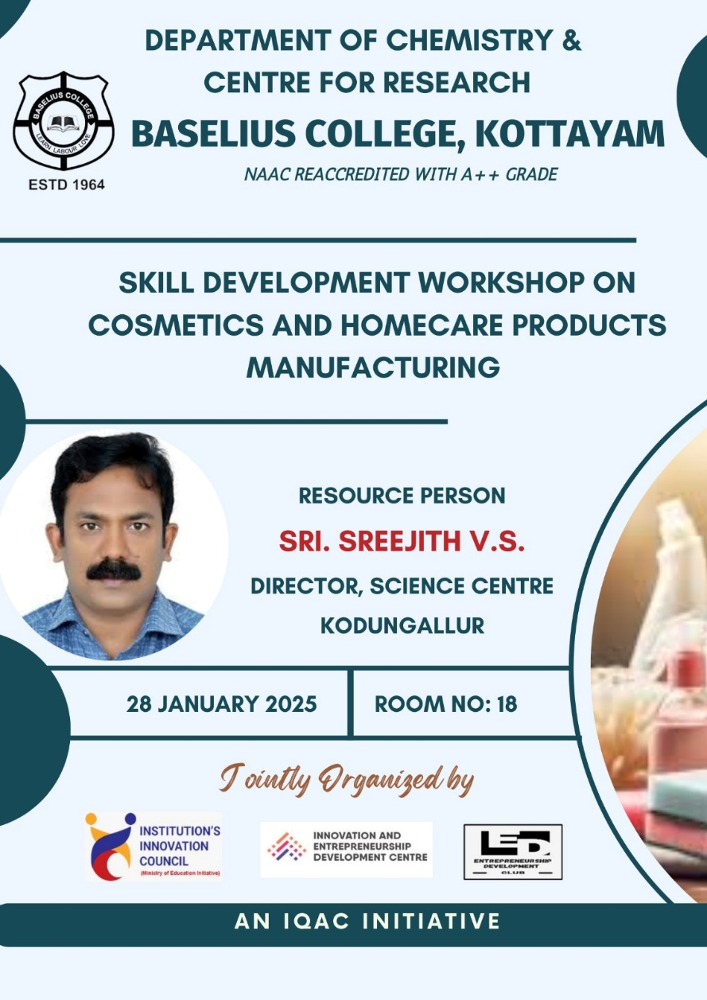 DEPARTMENT OF CHEMISTRY &
CENTRE FOR RESEARCH
BASELIUS COLLEGE, KOTTAYAM
NAAC REACCREDITED WITH A++ GRADE
BASELIUS COLLEGE
LEARN LABOUR LOVE
ESTD 1964
SKILL DEVELOPMENT WORKSHOP ON
COSMETICS AND HOMECARE PRODUCTS
MANUFACTURING
RESOURCE PERSON
SRI. SREEJITH V.S.
DIRECTOR, SCIENCE CENTRE
KODUNGALLUR
28 JANUARY 2025
ROOM NO: 18
Jointly Organized by
INSTITUTION'S
INNOVATION
COUNCIL
(Ministry of Education Initiative)
INNOVATION AND
ENTREPRENEURSHIP
DEVELOPMENT CENTRE
LED
ENTREPRENEURSHIP
DEVELOPMENT
CLUB
AN IQAC INITIATIVE